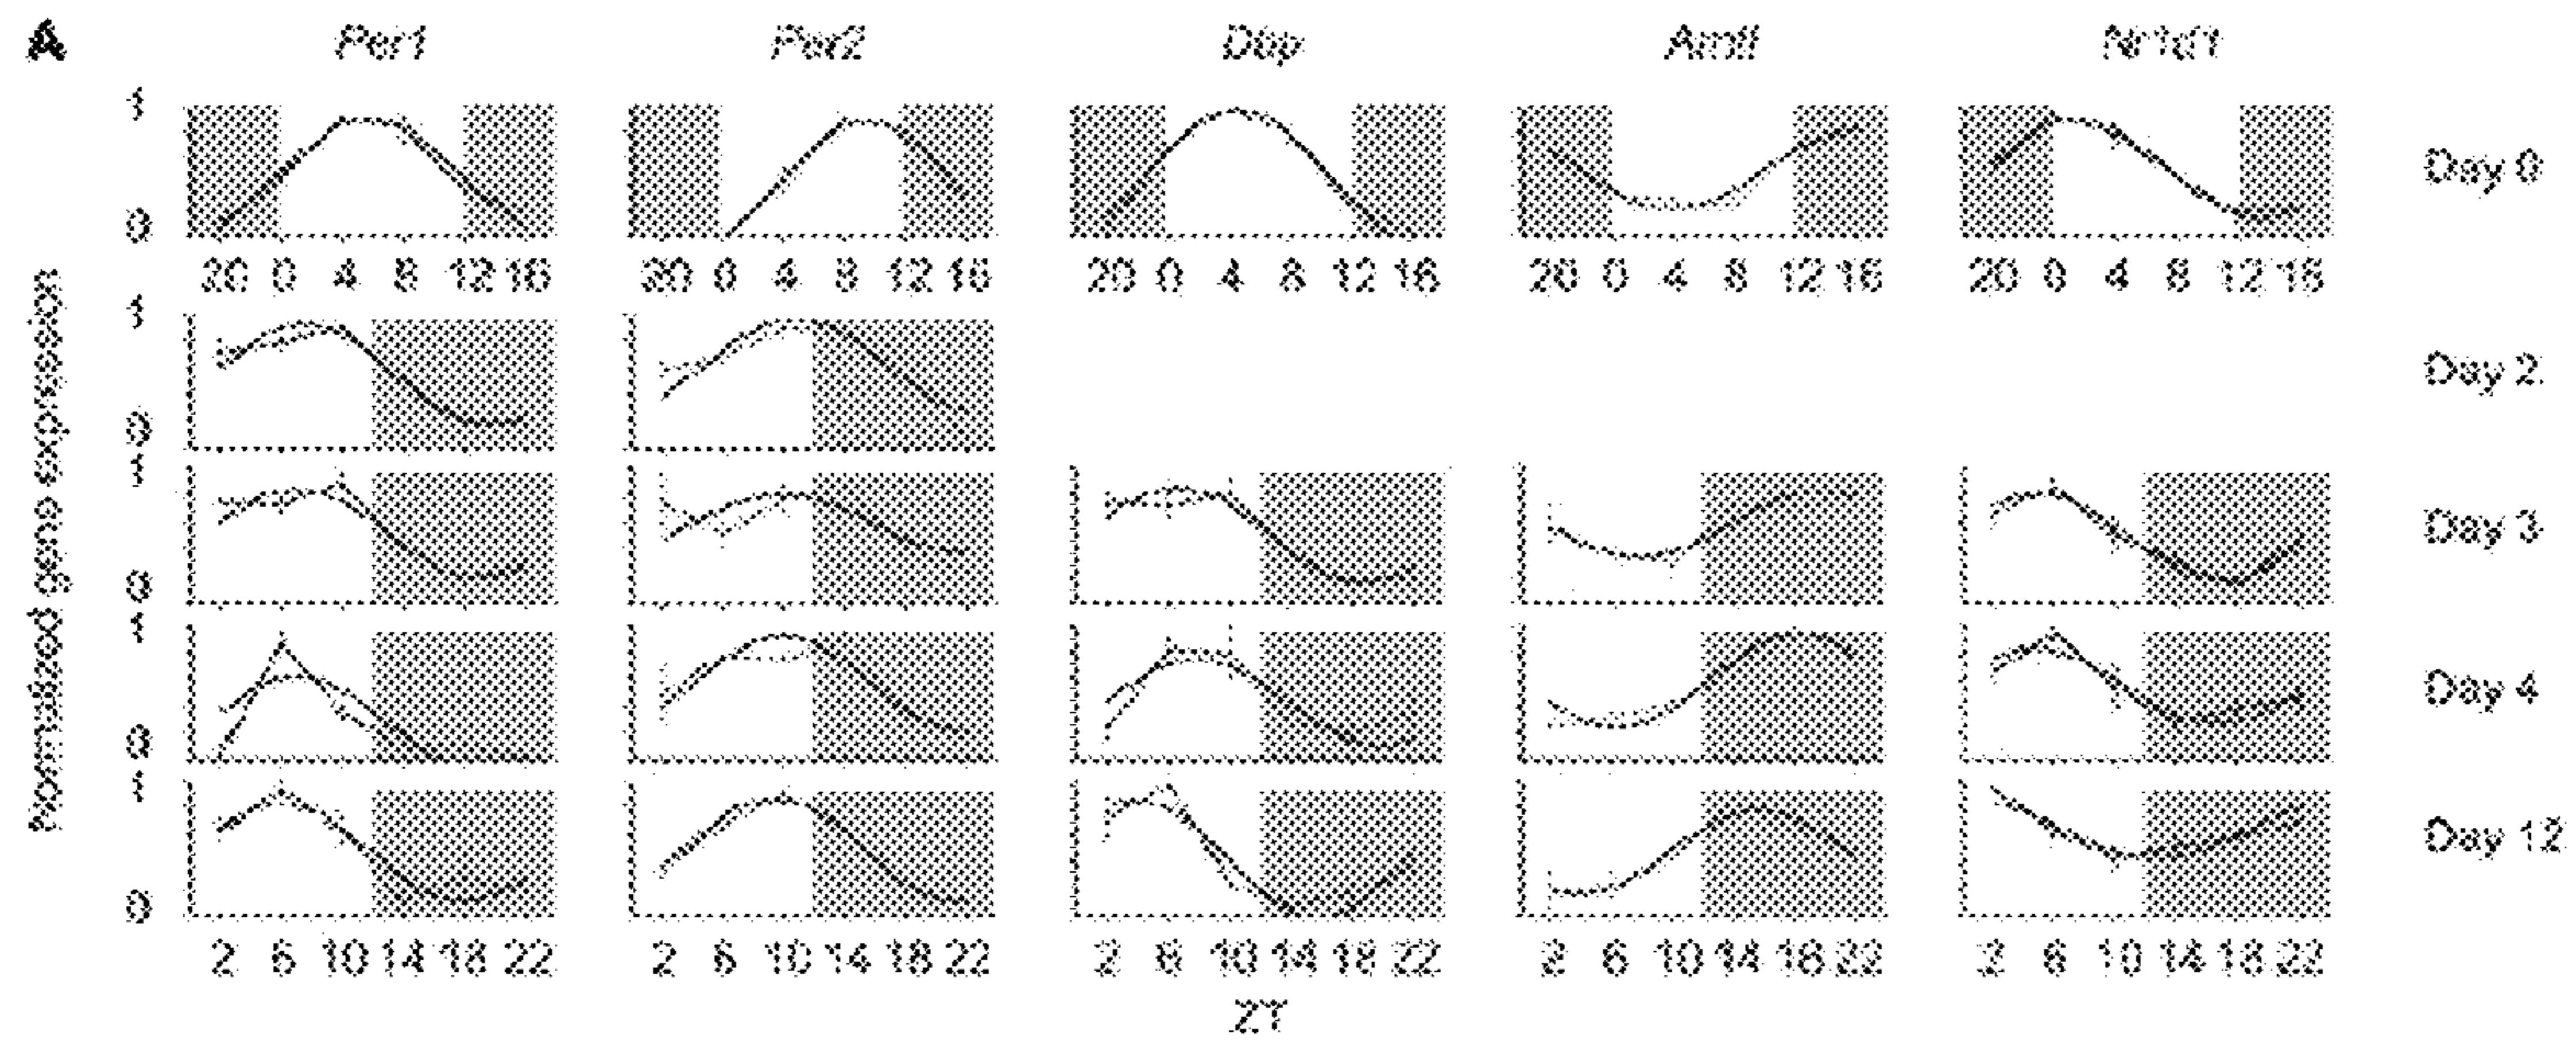 A Per1 Per2 Dbp Arntl Nr1d1
1
0
Day 0
20 0 4 8 12 16 20 0 4 8 12 16 20 0 4 8 12 16 20 0 4 8 12 16 20 0 4 8 12 16
Normalized gene expression
1
0
Day 2
1
0
Day 3
1
0
Day 4
1
0
Day 12
2 6 10 14 18 22 2 6 10 14 18 22 2 6 10 14 18 22 2 6 10 14 18 22 2 6 10 14 18 22
ZT